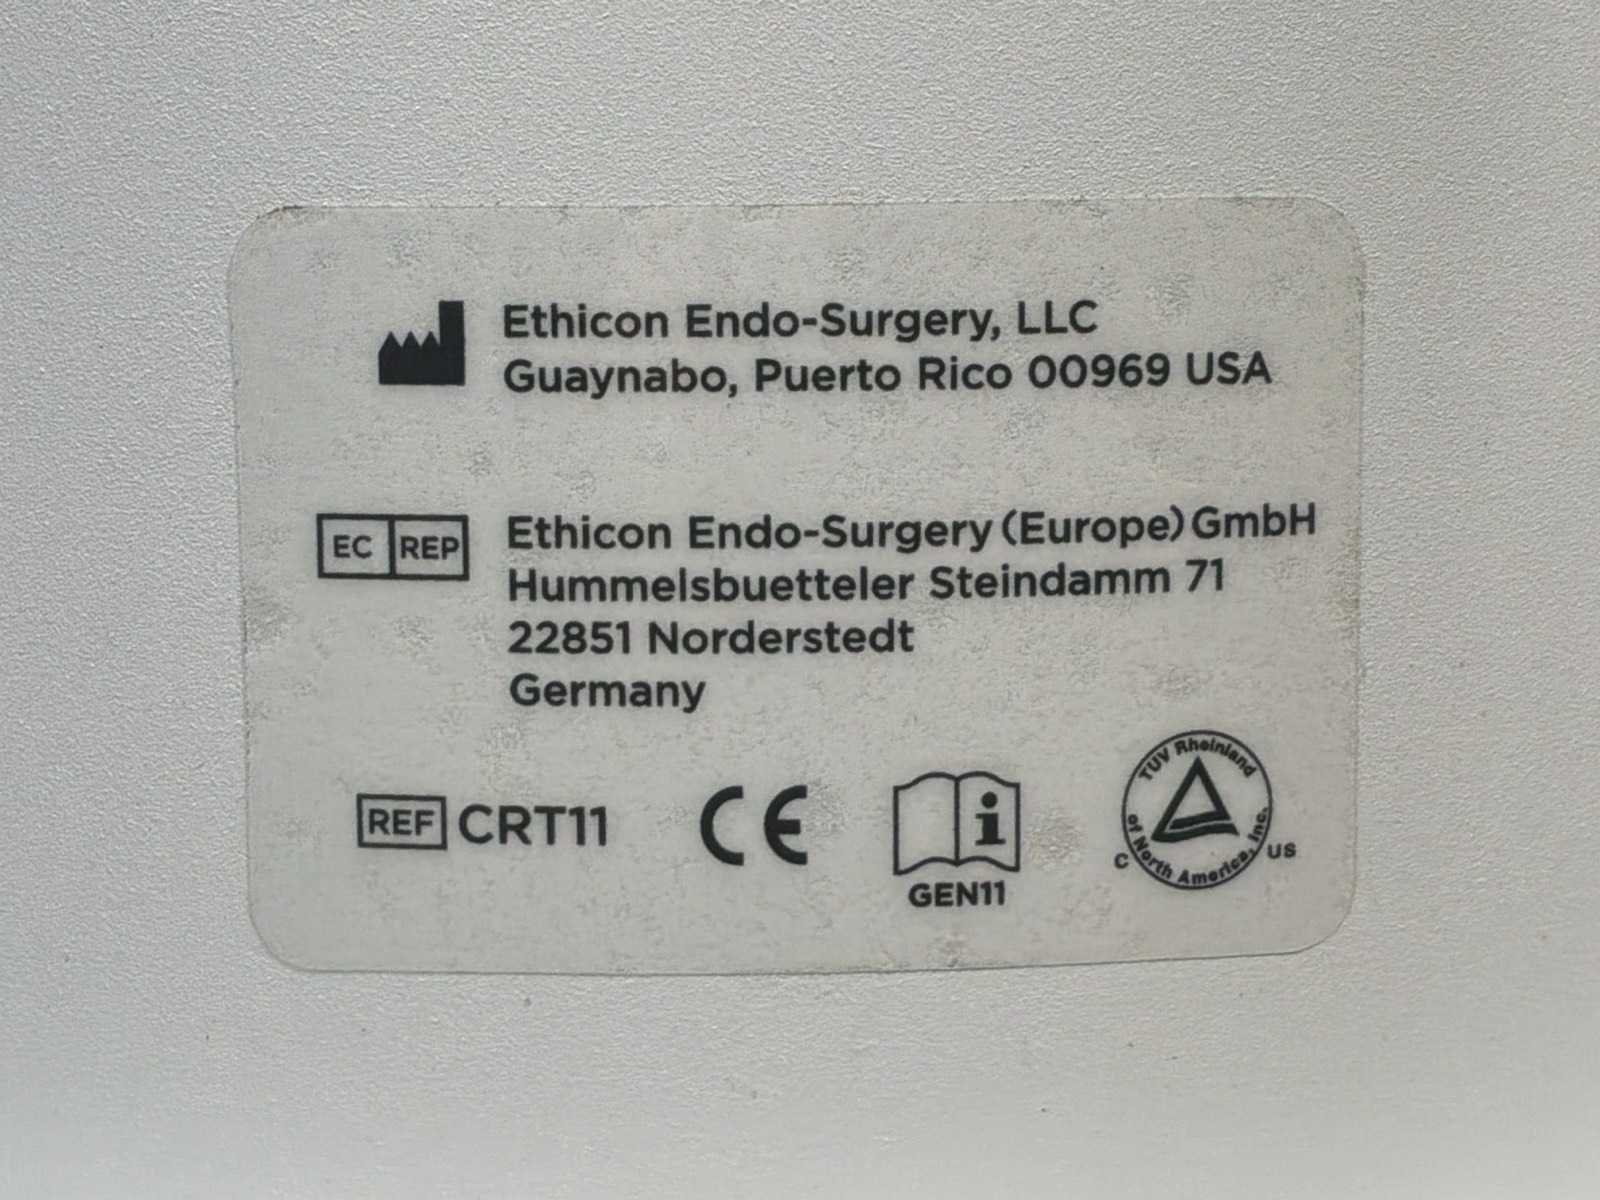 Ethicon Endo-Surgery, LLC
Guaynabo, Puerto Rico 00969 USA
EC REP
Ethicon Endo-Surgery (Europe) GmbH
Hummelsbuetteler Steindamm 71
22851 Norderstedt
Germany
REF CRT11
CE
i
GEN11
TUV Rheinland
of North America, Inc.
C US